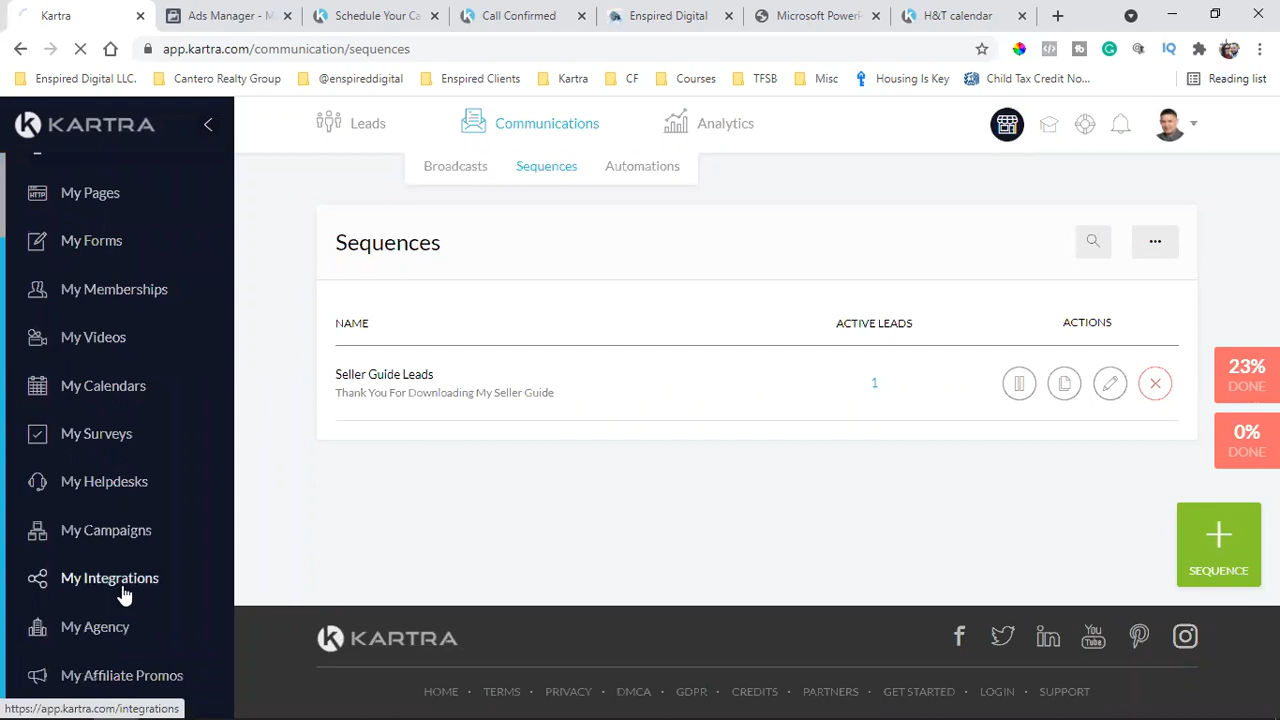 Kartra
Ads Manager - M
Schedule Your Ca
Call Confirmed
Enspired Digital
Microsoft PowerP
H&T calendar
app.kartra.com/communication/sequences
IQ
Enspired Digital LLC.
Cantero Realty Group
@enspireddigital
Enspired Clients
Kartra
CF
Courses
TFSB
Misc
Housing Is Key
Child Tax Credit No...
Reading list
KARTRA
Leads
Communications
Analytics
Broadcasts
Sequences
Automations
My Pages
My Forms
My Memberships
My Videos
My Calendars
My Surveys
My Helpdesks
My Campaigns
My Integrations
My Agency
My Affiliate Promos
https://app.kartra.com/integrations
Sequences
NAME
ACTIVE LEADS
ACTIONS
Seller Guide Leads
Thank You For Downloading My Seller Guide
1
23%
DONE
0%
DONE
SEQUENCE
KARTRA
HOME · TERMS · PRIVACY · DMCA · GDPR · CREDITS · PARTNERS · GET STARTED · LOGIN · SUPPORT